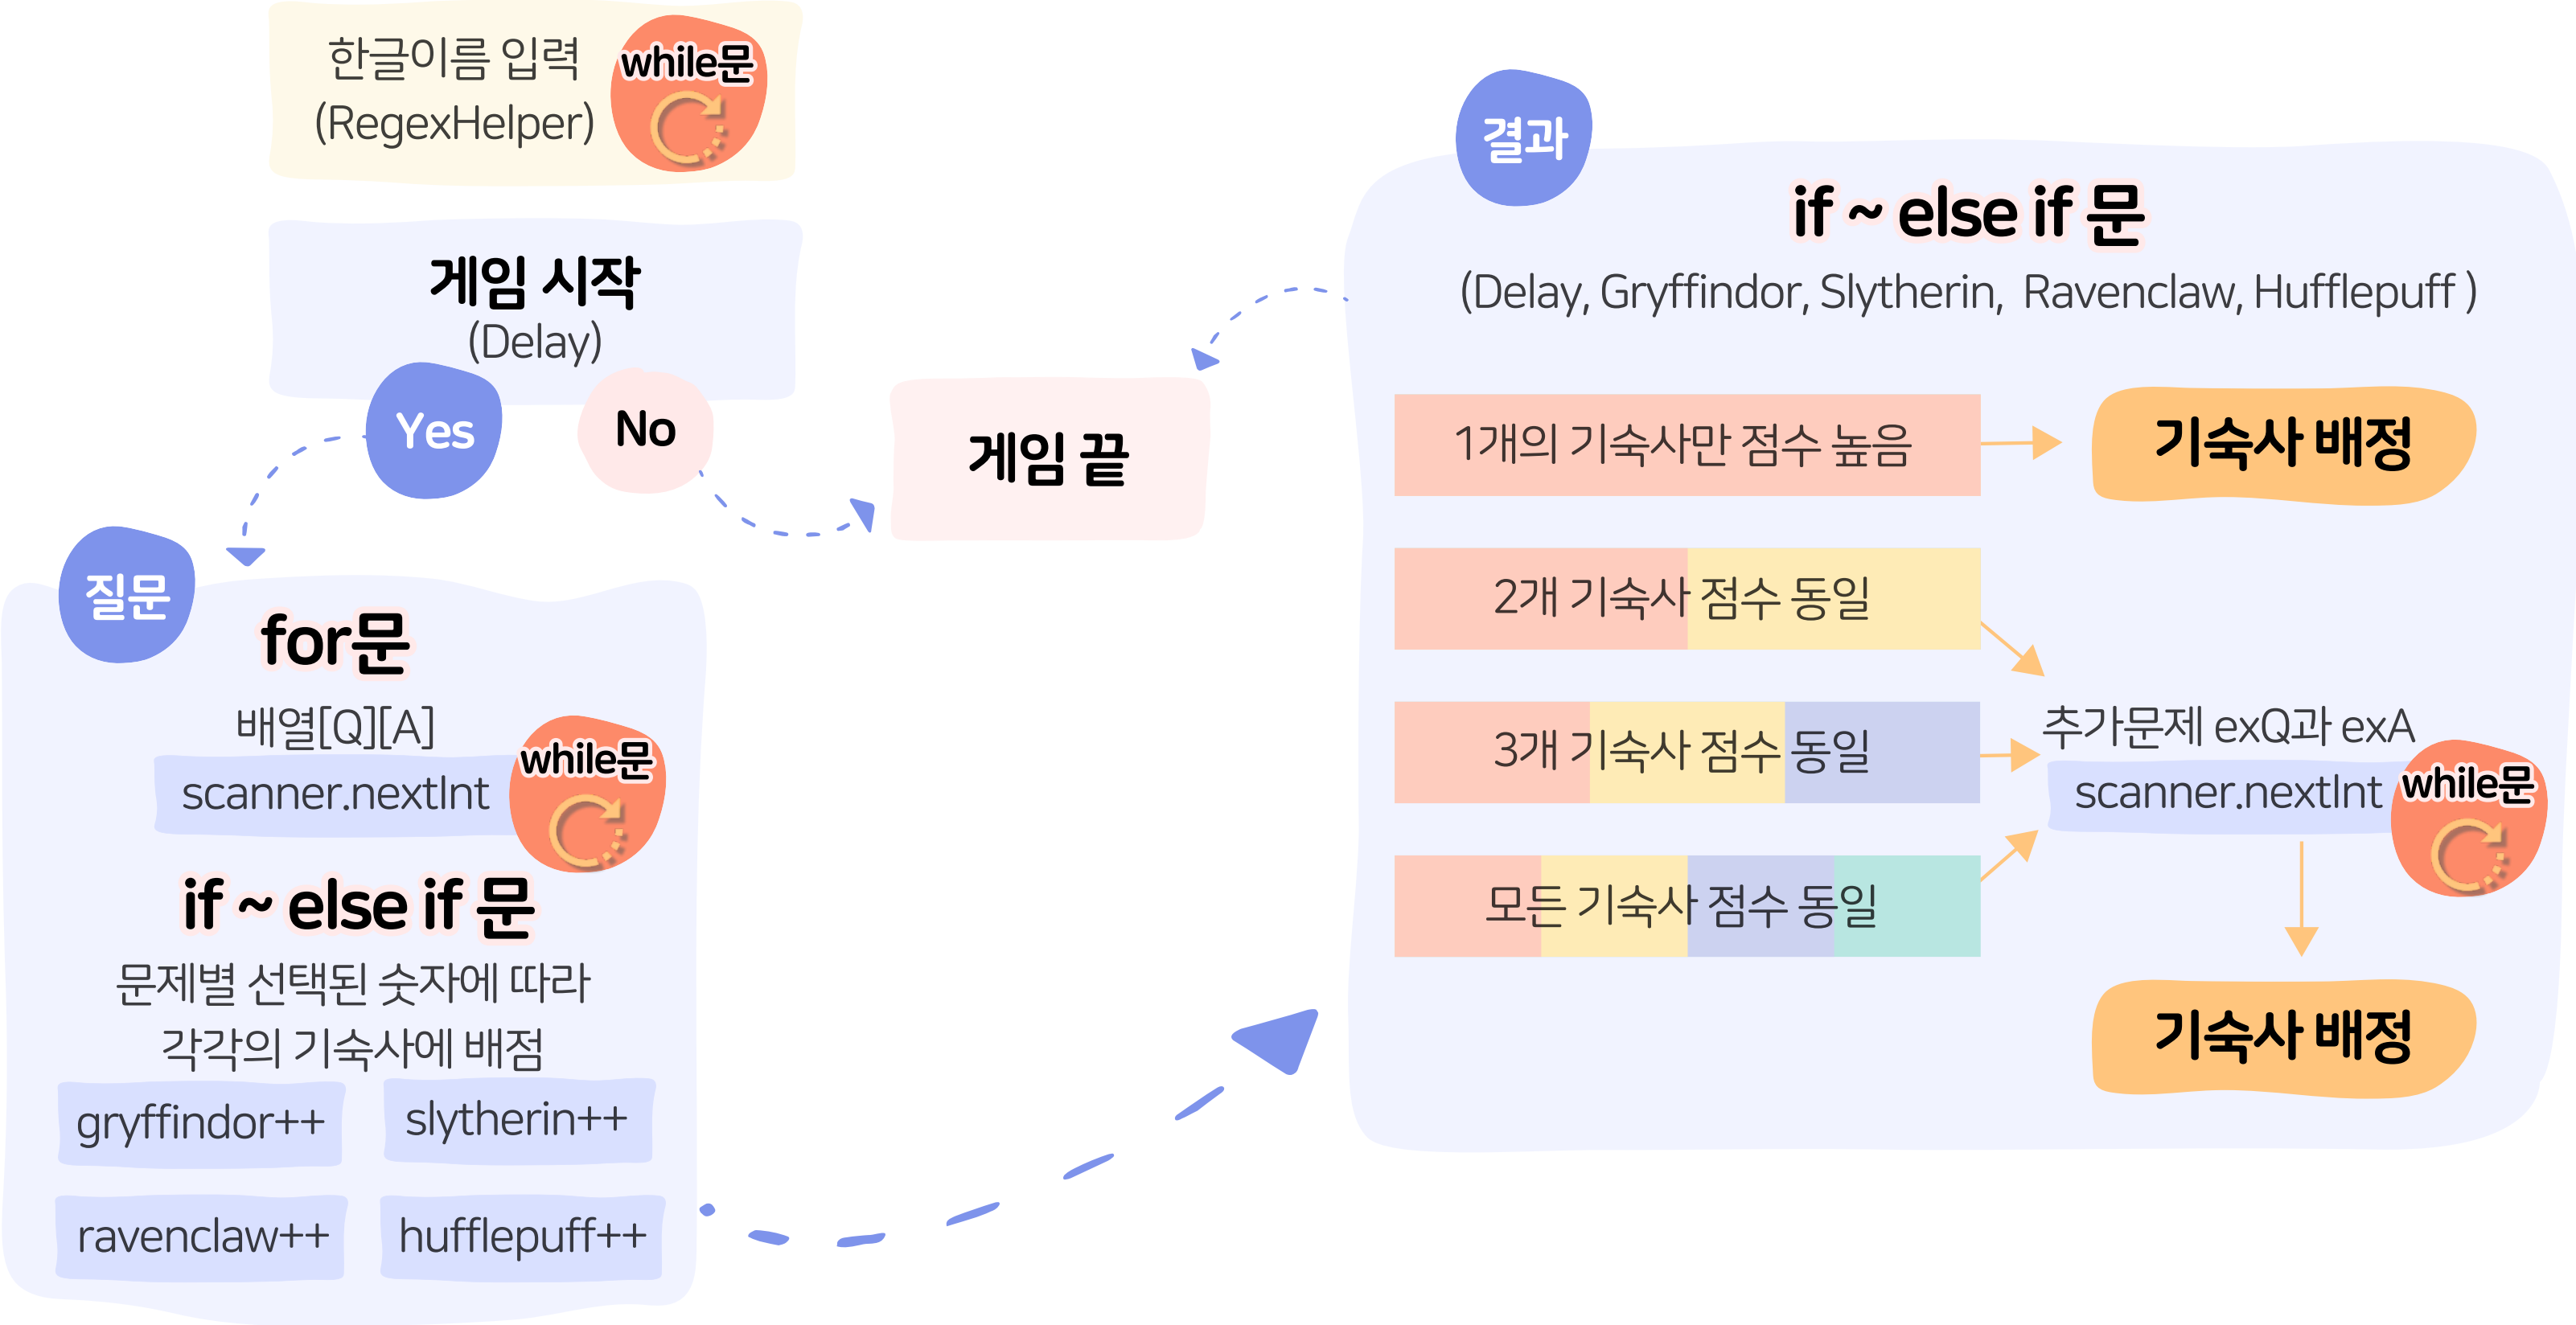 한글이름 입력
(RegexHelper)
while문
게임 시작
(Delay)
Yes
No
게임 끝
질문
for문
배열[Q][A]
scanner.nextInt
while문
if ~ else if 문
문제별 선택된 숫자에 따라
각각의 기숙사에 배점
gryffindor++
slytherin++
ravenclaw++
hufflepuff++
결과
if ~ else if 문
(Delay, Gryffindor, Slytherin, Ravenclaw, Hufflepuff )
1개의 기숙사만 점수 높음
기숙사 배정
2개 기숙사 점수 동일
3개 기숙사 점수 동일
모든 기숙사 점수 동일
추가문제 exQ과 exA
scanner.nextInt
while문
기숙사 배정